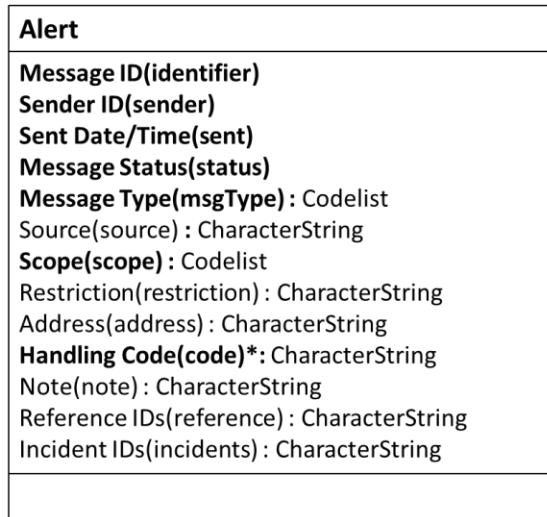 Alert
Message ID(identifier)
Sender ID(sender)
Sent Date/Time(sent)
Message Status(status)
Message Type(msgType) : Codelist
Source(source) : CharacterString
Scope(scope) : Codelist
Restriction(restriction) : CharacterString
Address(address) : CharacterString
Handling Code(code)*: CharacterString
Note(note) : CharacterString
Reference IDs(reference) : CharacterString
Incident IDs(incidents) : CharacterString